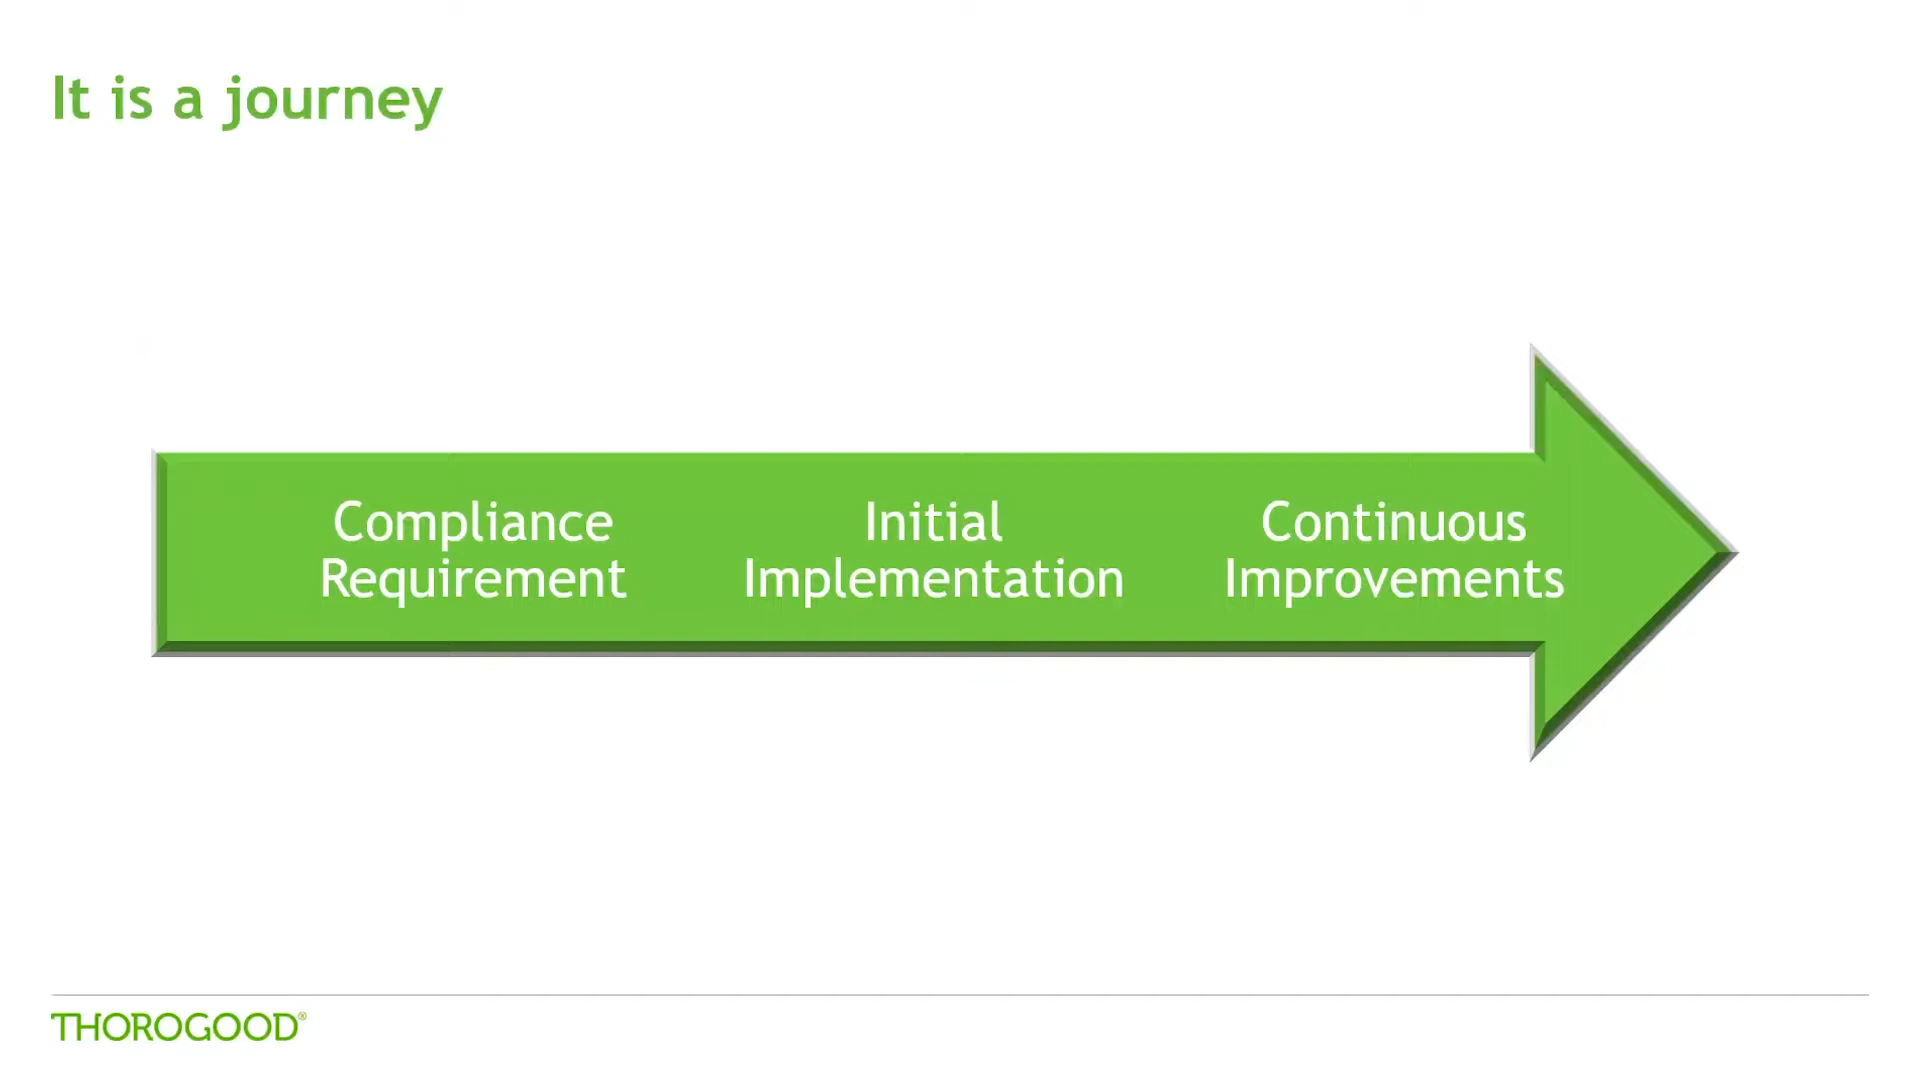 It is a journey
Compliance
Requirement
Initial
Implementation
Continuous
Improvements
THOROGOOD®